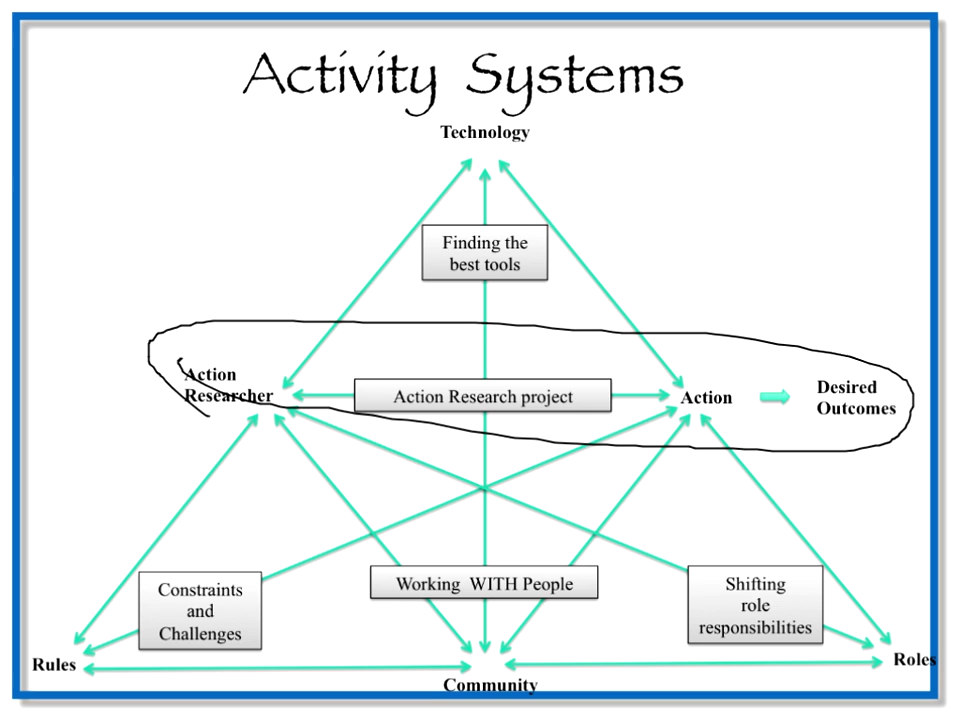 Activity Systems
Technology
Finding the
best tools
Action
Researcher
Action Research project
Action
Desired
Outcomes
Constraints
and
Challenges
Working WITH People
Shifting
role
responsibilities
Rules
Community
Roles